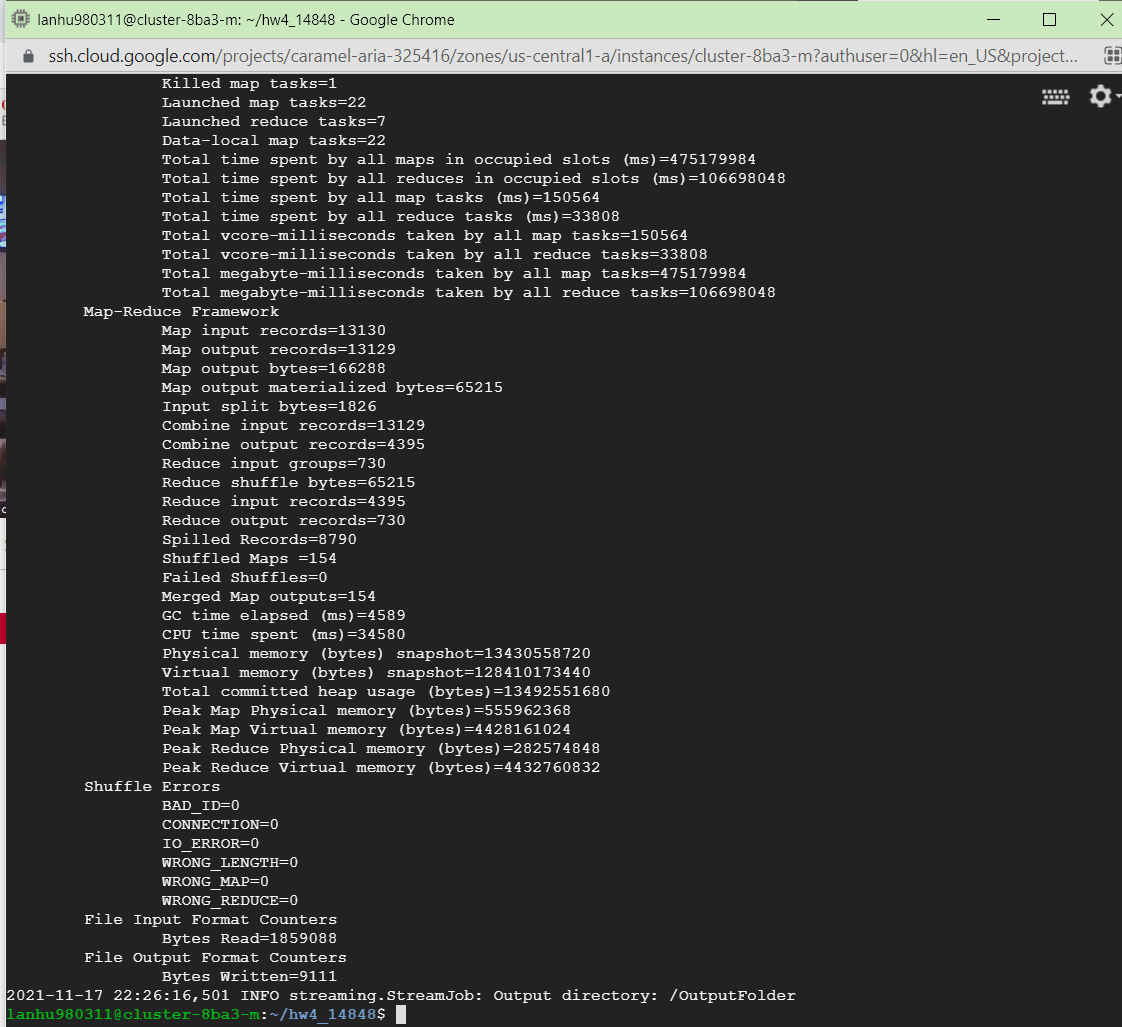 lanhu980311@cluster-8ba3-m: ~/hw4_14848 - Google Chrome
ssh.cloud.google.com/projects/caramel-aria-325416/zones/us-central1-a/instances/cluster-8ba3-m?authuser=0&hl=en_US&project...
Killed map tasks=1
Launched map tasks=22
Launched reduce tasks=7
Data-local map tasks=22
Total time spent by all maps in occupied slots (ms)=475179984
Total time spent by all reduces in occupied slots (ms)=106698048
Total time spent by all map tasks (ms)=150564
Total time spent by all reduce tasks (ms)=33808
Total vcore-milliseconds taken by all map tasks=150564
Total vcore-milliseconds taken by all reduce tasks=33808
Total megabyte-milliseconds taken by all map tasks=475179984
Total megabyte-milliseconds taken by all reduce tasks=106698048
Map-Reduce Framework
Map input records=13130
Map output records=13129
Map output bytes=166288
Map output materialized bytes=65215
Input split bytes=1826
Combine input records=13129
Combine output records=4395
Reduce input groups=730
Reduce shuffle bytes=65215
Reduce input records=4395
Reduce output records=730
Spilled Records=8790
Shuffled Maps =154
Failed Shuffles=0
Merged Map outputs=154
GC time elapsed (ms)=4589
CPU time spent (ms)=34580
Physical memory (bytes) snapshot=13430558720
Virtual memory (bytes) snapshot=128410173440
Total committed heap usage (bytes)=13492551680
Peak Map Physical memory (bytes)=555962368
Peak Map Virtual memory (bytes)=4428161024
Peak Reduce Physical memory (bytes)=282574848
Peak Reduce Virtual memory (bytes)=4432760832
Shuffle Errors
BAD_ID=0
CONNECTION=0
IO_ERROR=0
WRONG_LENGTH=0
WRONG_MAP=0
WRONG_REDUCE=0
File Input Format Counters
Bytes Read=1859088
File Output Format Counters
Bytes Written=9111
2021-11-17 22:26:16,501 INFO streaming.StreamJob: Output directory: /OutputFolder
lanhu980311@cluster-8ba3-m:~/hw4_14848$